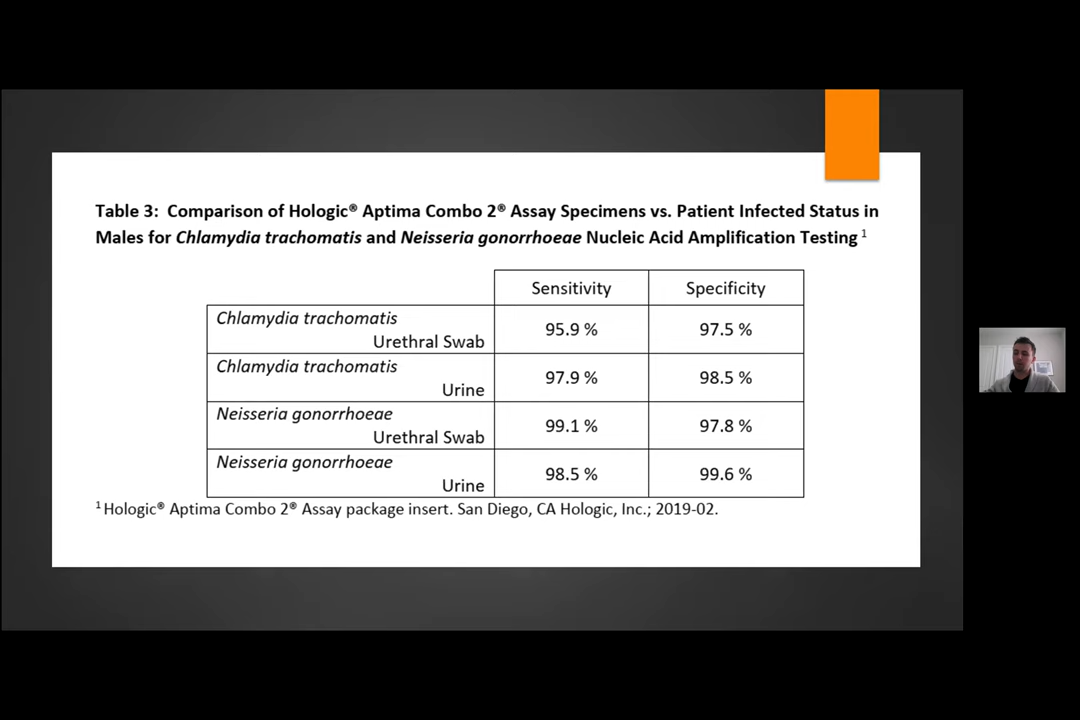 Table 3: Comparison of Hologic® Aptima Combo 2® Assay Specimens vs. Patient Infected Status in
Males for Chlamydia trachomatis and Neisseria gonorrhoeae Nucleic Acid Amplification Testing 1
Sensitivity Specificity
Chlamydia trachomatis
Urethral Swab 95.9 % 97.5 %
Chlamydia trachomatis
Urine 97.9 % 98.5 %
Neisseria gonorrhoeae
Urethral Swab 99.1 % 97.8 %
Neisseria gonorrhoeae
Urine 98.5 % 99.6 %
1 Hologic® Aptima Combo 2® Assay package insert. San Diego, CA Hologic, Inc.; 2019-02.